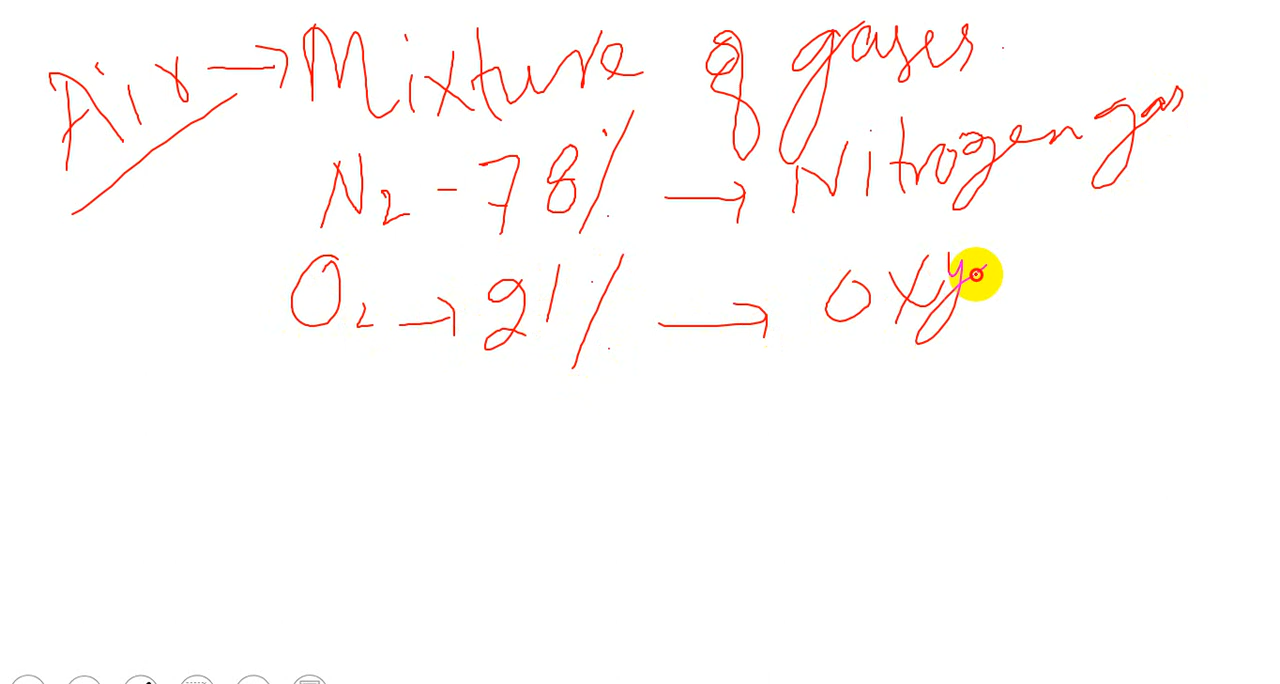 Air → Mixture of gases.
N2 - 78% → Nitrogen gas
O2 → 21% → Oxy